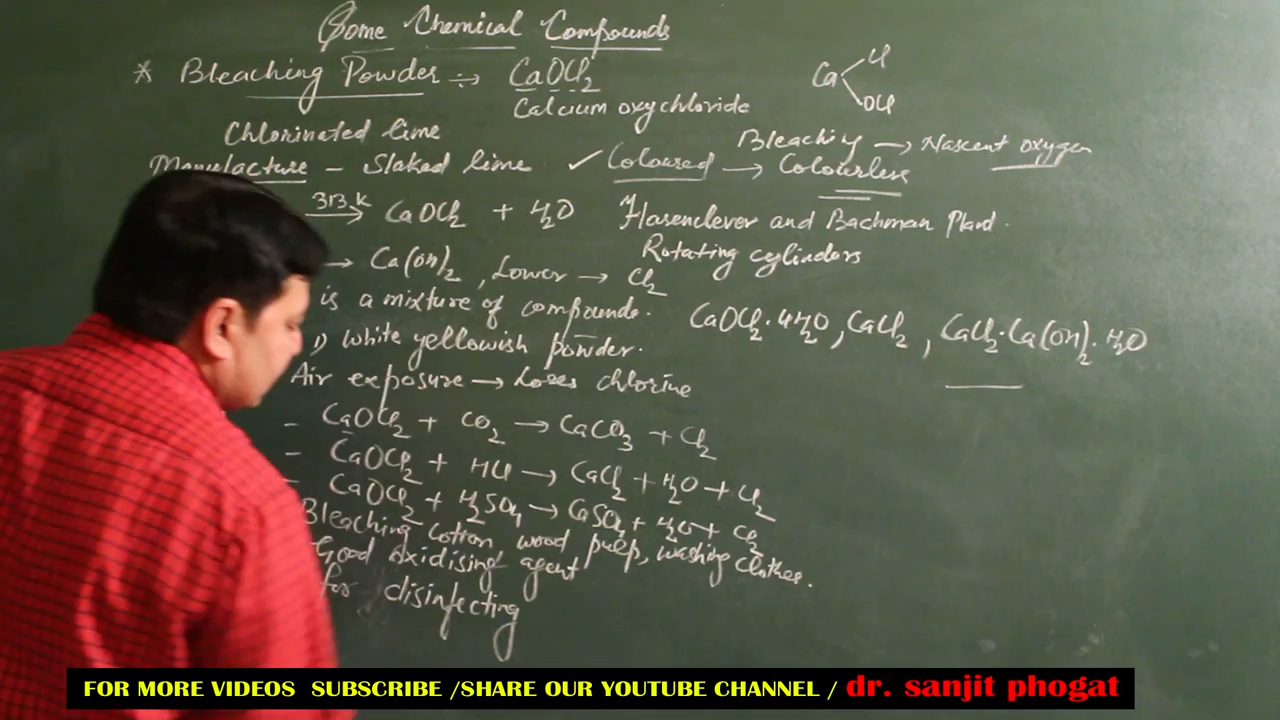 Some Chemical Compounds
* Bleaching Powder :- CaOCl2
Ca Cl OCl
Calcium oxychloride
Chlorinated lime
Bleaching → Nascent oxygen
Manufacture - Slaked lime ✓ Coloured → Colourless
313 K → CaOCl2 + H2O Hasenclever and Bachman Plant.
Rotating cylinders
→ Ca(OH)2, Lower → Cl2
is a mixture of compounds. CaOCl2·4H2O, CaCl2, CaCl2·Ca(OH)2·H2O
1) White yellowish powder.
Air exposure → Loses chlorine
- CaOCl2 + CO2 → CaCO3 + Cl2
- CaOCl2 + HCl → CaCl2 + H2O + Cl2
- CaOCl2 + H2SO4 → CaSO4 + H2O + Cl2
Bleaching cotton, wood pulp, washing clothes.
Good oxidising agent
for disinfecting
FOR MORE VIDEOS SUBSCRIBE /SHARE OUR YOUTUBE CHANNEL / dr. sanjit phogat